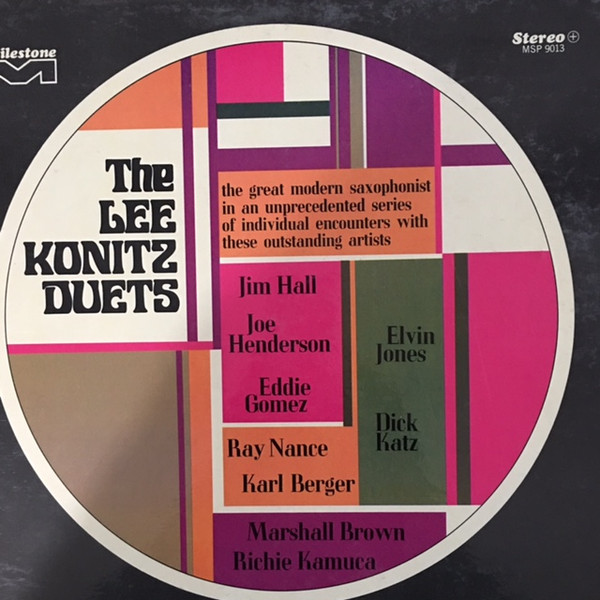 ilestone
Stereo
MSP 9013
The
LEE
KONITZ
DUETS
the great modern saxophonist
in an unprecedented series
of individual encounters with
these outstanding artists
Jim Hall
Joe
Henderson
Eddie
Gomez
Elvin
Jones
Dick
Katz
Ray Nance
Karl Berger
Marshall Brown
Richie Kamuca